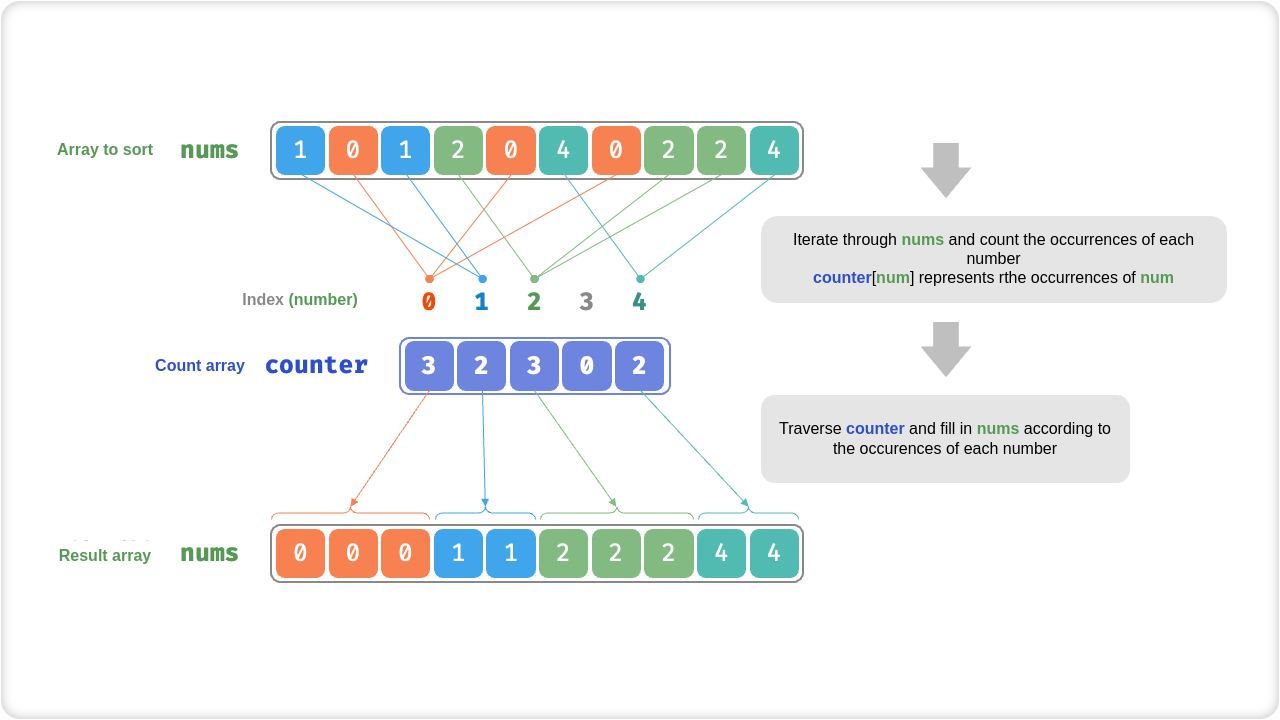 Array to sort nums 1 0 1 2 0 4 0 2 2 4
Iterate through nums and count the occurrences of each
number
counter[num] represents rthe occurrences of num
Index (number) 0 1 2 3 4
Count array counter 3 2 3 0 2
Traverse counter and fill in nums according to
the occurences of each number
Result array nums 0 0 0 1 1 2 2 2 4 4